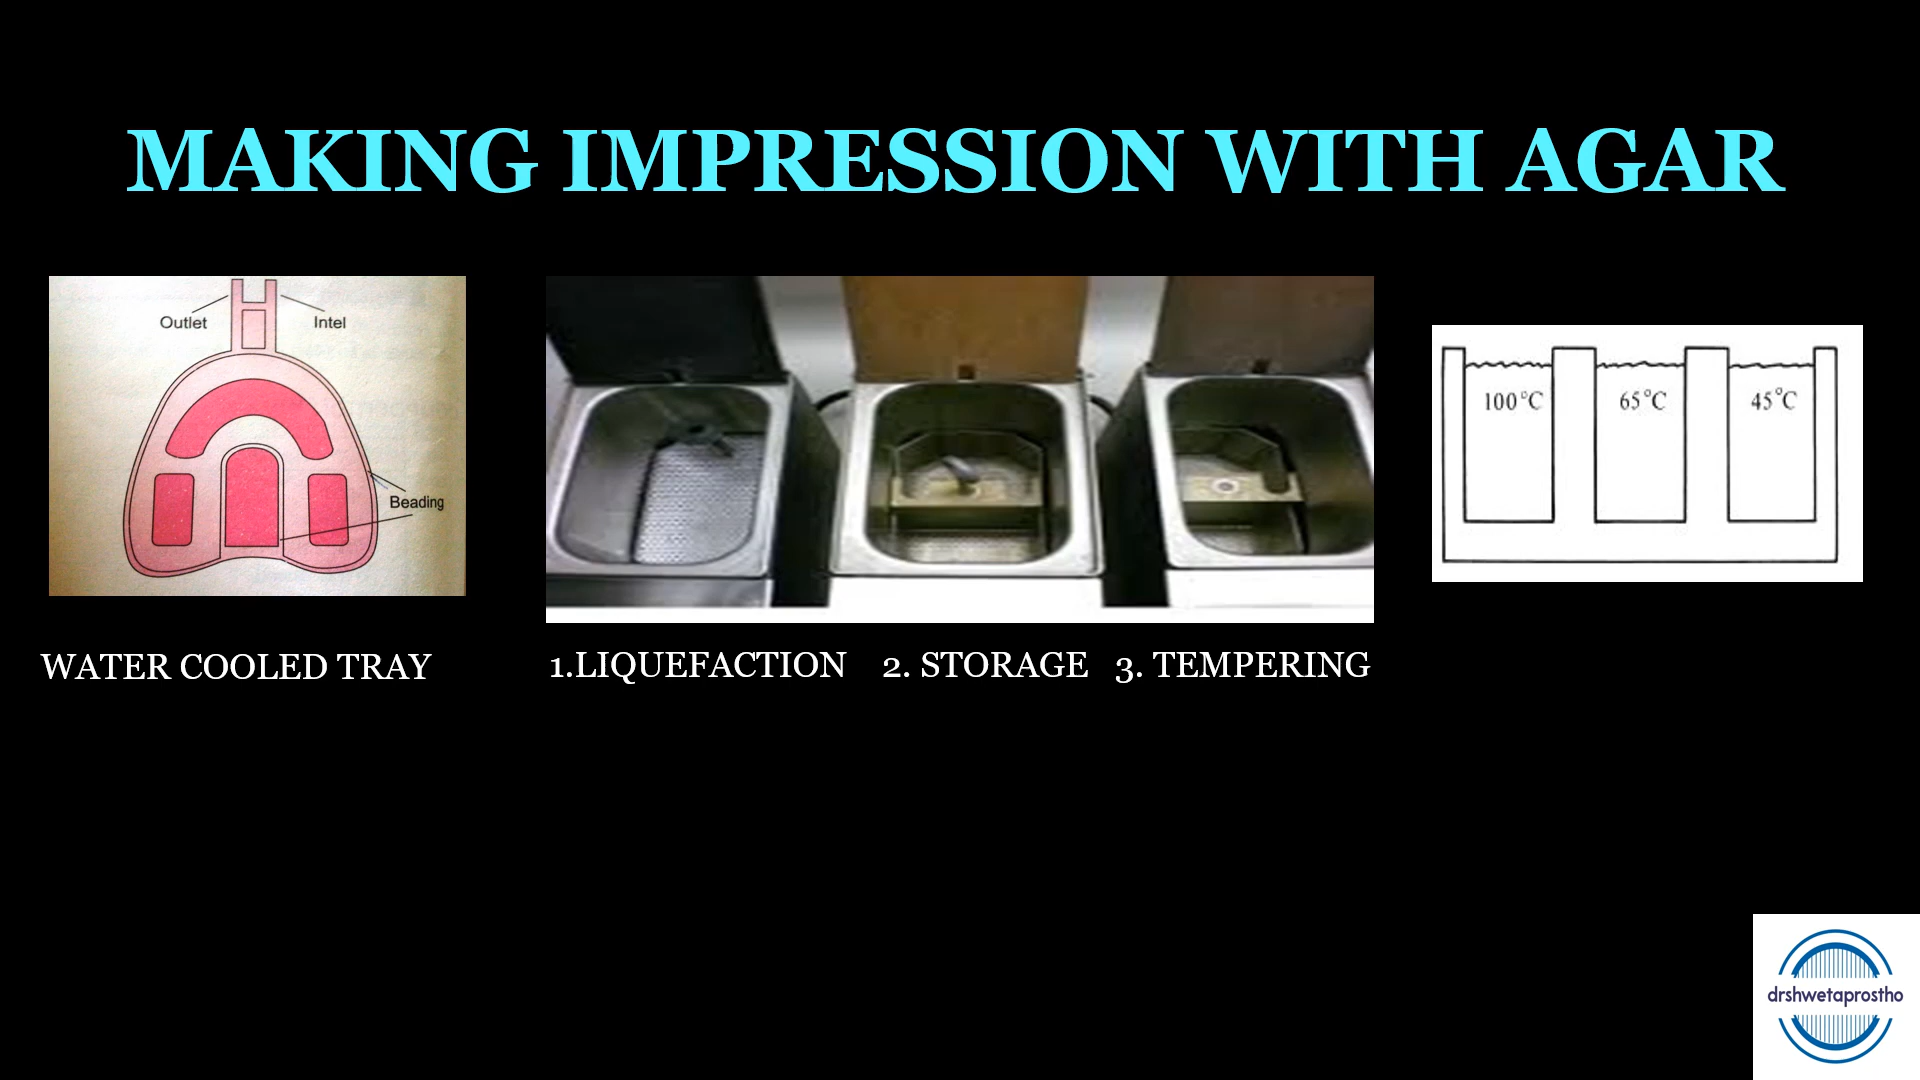 MAKING IMPRESSION WITH AGAR
Outlet
Intel
Beading
100°C
65°C
45°C
WATER COOLED TRAY
1.LIQUEFACTION 2. STORAGE 3. TEMPERING
drshwetaprostho